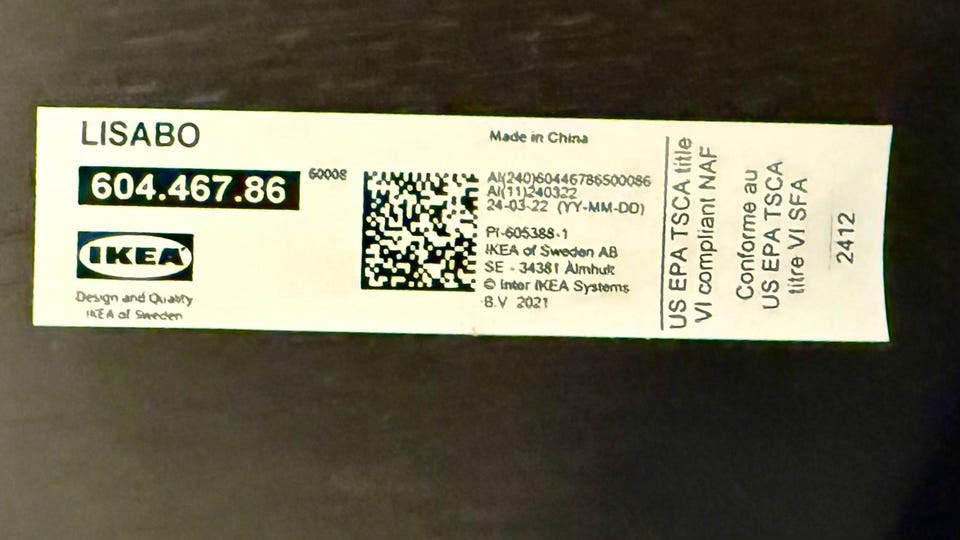 LISABO
604.467.86
60008
IKEA
Design and Quality
IKEA of Sweden
Made in China
AI(240)60446786500086
AI(11)240322
24-03-22 (YY-MM-DD)
PI-605388-1
IKEA of Sweden AB
SE - 34381 Älmhult
© Inter IKEA Systems
B.V 2021
US EPA TSCA title
VI compliant NAF
Conforme au
US EPA TSCA
titre VI SFA
2412